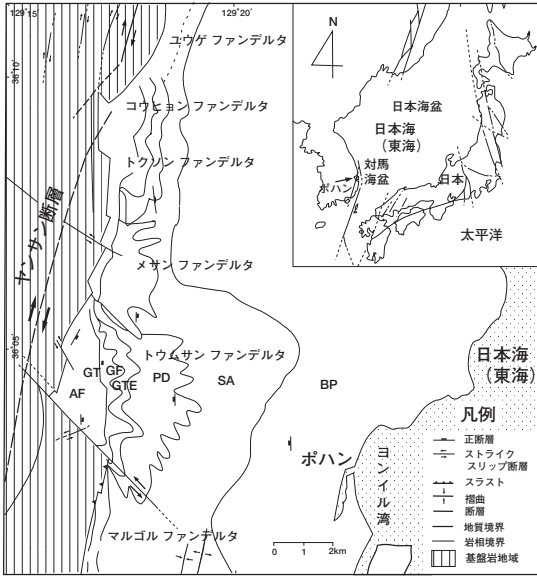 129°15'
129°20'
36°10'
36°05'
ユウゲ ファンデルタ
コウヒョン ファンデルタ
トクソン ファンデルタ
メサン ファンデルタ
トウムサン ファンデルタ
マルゴル ファンデルタ
ヤンサン断層
AF
GT
GF
GTE
PD
SA
BP
ポハン
ヨンイル湾
日本海
（東海）
0 1 2km
N
日本海盆
日本海
（東海）
対馬
海盆
ポハン
日本
太平洋
凡例
正断層
ストライク
スリップ断層
スラスト
褶曲
断層
地質境界
岩相境界
基盤岩地域